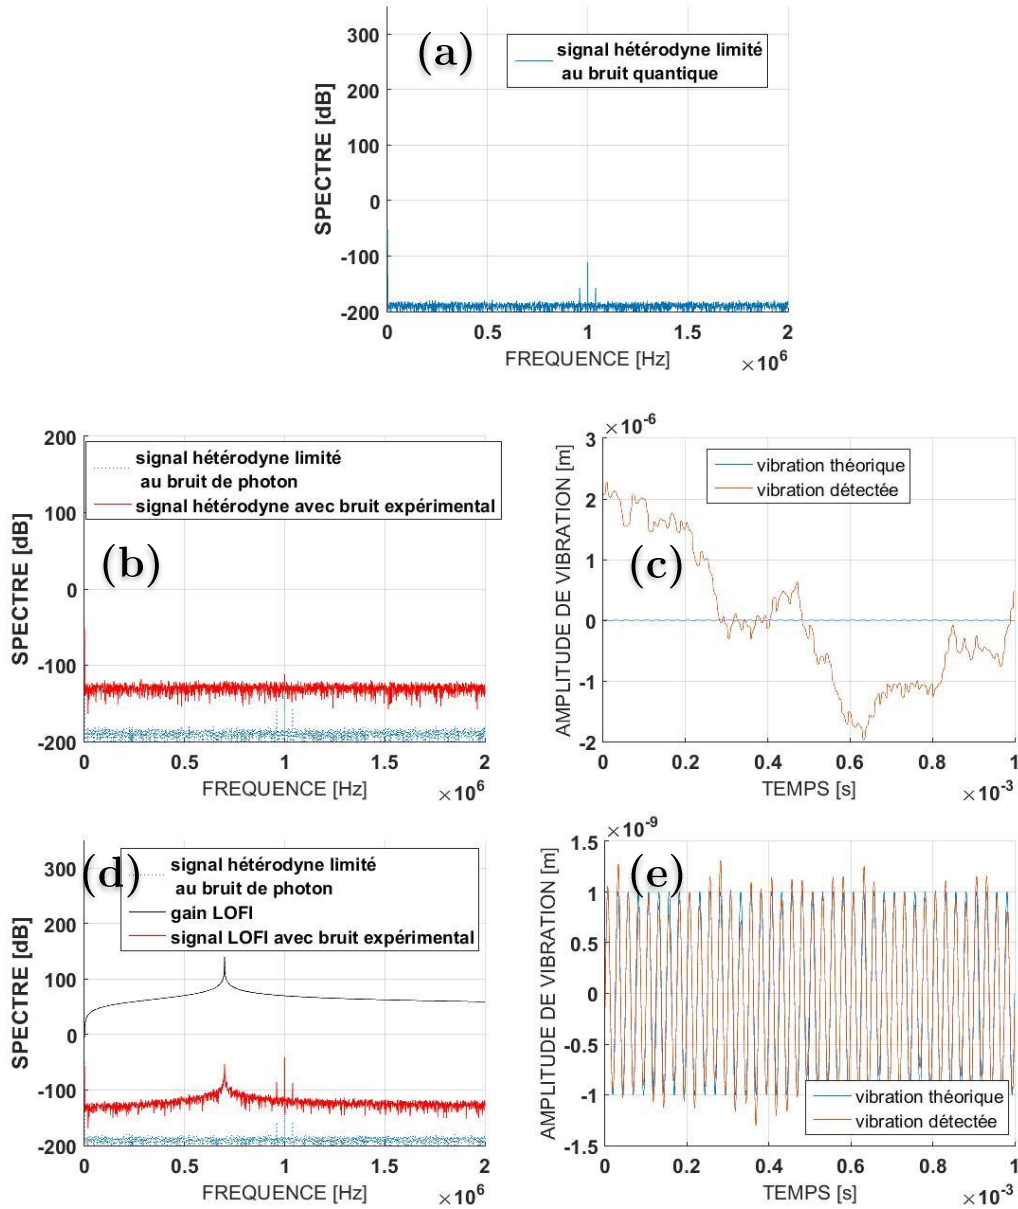 (a)
signal hétérodyne limité
au bruit quantique
SPECTRE [dB]
300
200
100
0
-100
-200
0 0.5 1 1.5 2
FREQUENCE [Hz]
×10^6
(b)
signal hétérodyne limité
au bruit de photon
signal hétérodyne avec bruit expérimental
SPECTRE [dB]
200
100
0
-100
-200
0 0.5 1 1.5 2
FREQUENCE [Hz]
×10^6
(c)
×10^-6
vibration théorique
vibration détectée
AMPLITUDE DE VIBRATION [m]
3
2
1
0
-1
-2
0 0.2 0.4 0.6 0.8 1
TEMPS [s]
×10^-3
(d)
signal hétérodyne limité
au bruit de photon
gain LOFI
signal LOFI avec bruit expérimental
SPECTRE [dB]
300
200
100
0
-100
-200
0 0.5 1 1.5 2
FREQUENCE [Hz]
×10^6
(e)
×10^-9
AMPLITUDE DE VIBRATION [m]
1.5
1
0.5
0
-0.5
-1
-1.5
vibration théorique
vibration détectée
0 0.2 0.4 0.6 0.8 1
TEMPS [s]
×10^-3